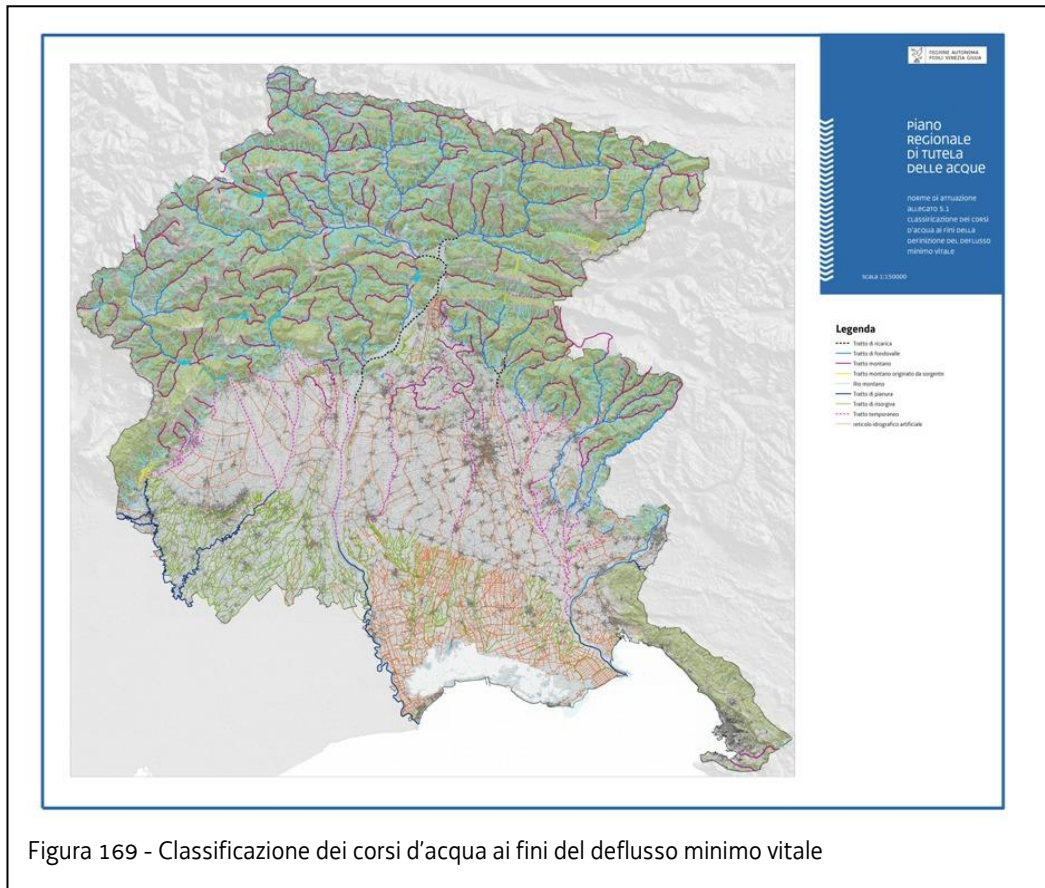 REGIONE AUTONOMA
FRIULI VENEZIA GIULIA
PIANO
REGIONALE
DI TUTELA
DELLE ACQUE
NORME DI ATTUAZIONE
ALLEGATO 5.1
CLASSIFICAZIONE DEI CORSI
D'ACQUA AI FINI DELLA
DEFINIZIONE DEL DEFLUSSO
MINIMO VITALE
SCALA 1:150000
Legenda
Tratto di ricarica
Tratto di fondovalle
Tratto montano
Tratto montano originato da sorgente
Rio montano
Tratto di pianura
Tratto di risorgiva
Tratto temporaneo
reticolo idrografico artificiale
Figura 169 - Classificazione dei corsi d'acqua ai fini del deflusso minimo vitale